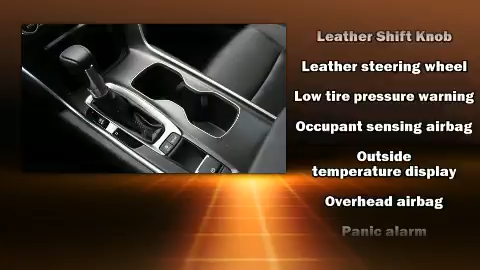 Leather Shift Knob
Leather steering wheel
Low tire pressure warning
Occupant sensing airbag
Outside
temperature display
Overhead airbag
Panic alarm